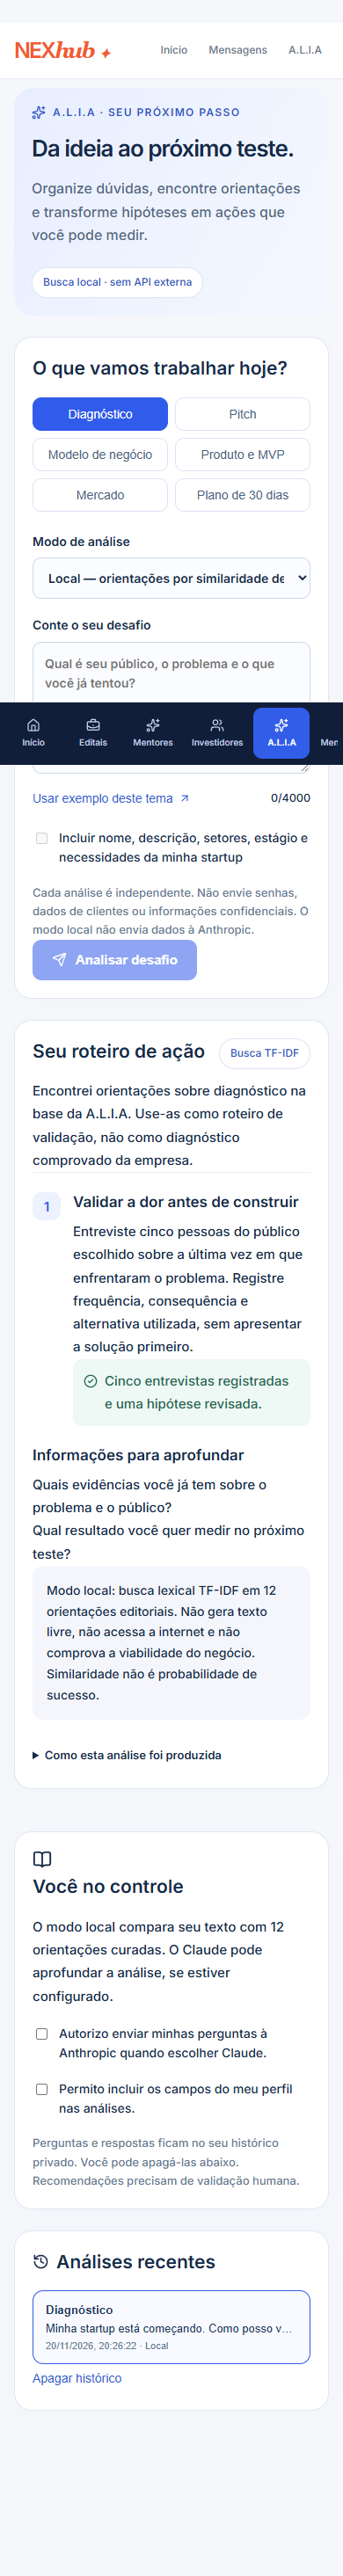 NEXhub
Início Mensagens A.L.I.A
A.L.I.A · SEU PRÓXIMO PASSO
Da ideia ao próximo teste.
Organize dúvidas, encontre orientações
e transforme hipóteses em ações que
você pode medir.
Busca local · sem API externa
O que vamos trabalhar hoje?
Diagnóstico Pitch
Modelo de negócio Produto e MVP
Mercado Plano de 30 dias
Modo de análise
Local — orientações por similaridade de
Conte o seu desafio
Qual é seu público, o problema e o que
você já tentou?
Início Editais Mentores Investidores A.L.I.A Men
Usar exemplo deste tema 0/4000
Incluir nome, descrição, setores, estágio e
necessidades da minha startup
Cada análise é independente. Não envie senhas,
dados de clientes ou informações confidenciais. O
modo local não envia dados à Anthropic.
Analisar desafio
Seu roteiro de ação Busca TF-IDF
Encontrei orientações sobre diagnóstico na
base da A.L.I.A. Use-as como roteiro de
validação, não como diagnóstico
comprovado da empresa.
1 Validar a dor antes de construir
Entreviste cinco pessoas do público
escolhido sobre a última vez em que
enfrentaram o problema. Registre
frequência, consequência e
alternativa utilizada, sem apresentar
a solução primeiro.
Cinco entrevistas registradas
e uma hipótese revisada.
Informações para aprofundar
Quais evidências você já tem sobre o
problema e o público?
Qual resultado você quer medir no próximo
teste?
Modo local: busca lexical TF-IDF em 12
orientações editoriais. Não gera texto
livre, não acessa a internet e não
comprova a viabilidade do negócio.
Similaridade não é probabilidade de
sucesso.
Como esta análise foi produzida
Você no controle
O modo local compara seu texto com 12
orientações curadas. O Claude pode
aprofundar a análise, se estiver
configurado.
Autorizo enviar minhas perguntas à
Anthropic quando escolher Claude.
Permito incluir os campos do meu perfil
nas análises.
Perguntas e respostas ficam no seu histórico
privado. Você pode apagá-las abaixo.
Recomendações precisam de validação humana.
Análises recentes
Diagnóstico
Minha startup está começando. Como posso v…
20/11/2026, 20:26:22 · Local
Apagar histórico